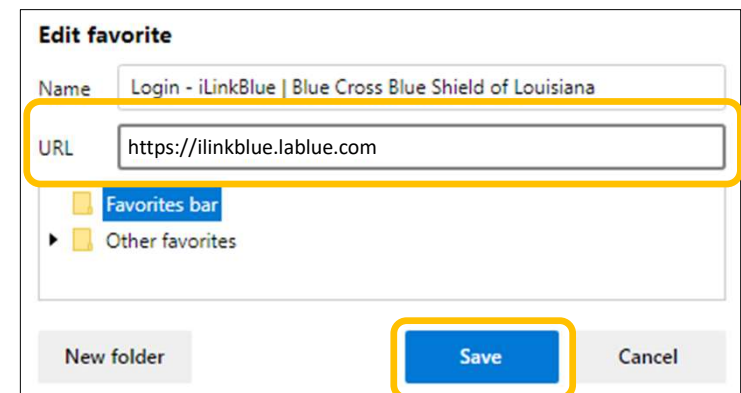 Edit favorite
Name Login - iLinkBlue | Blue Cross Blue Shield of Louisiana
URL https://ilinkblue.lablue.com
Favorites bar
Other favorites
New folder Save Cancel